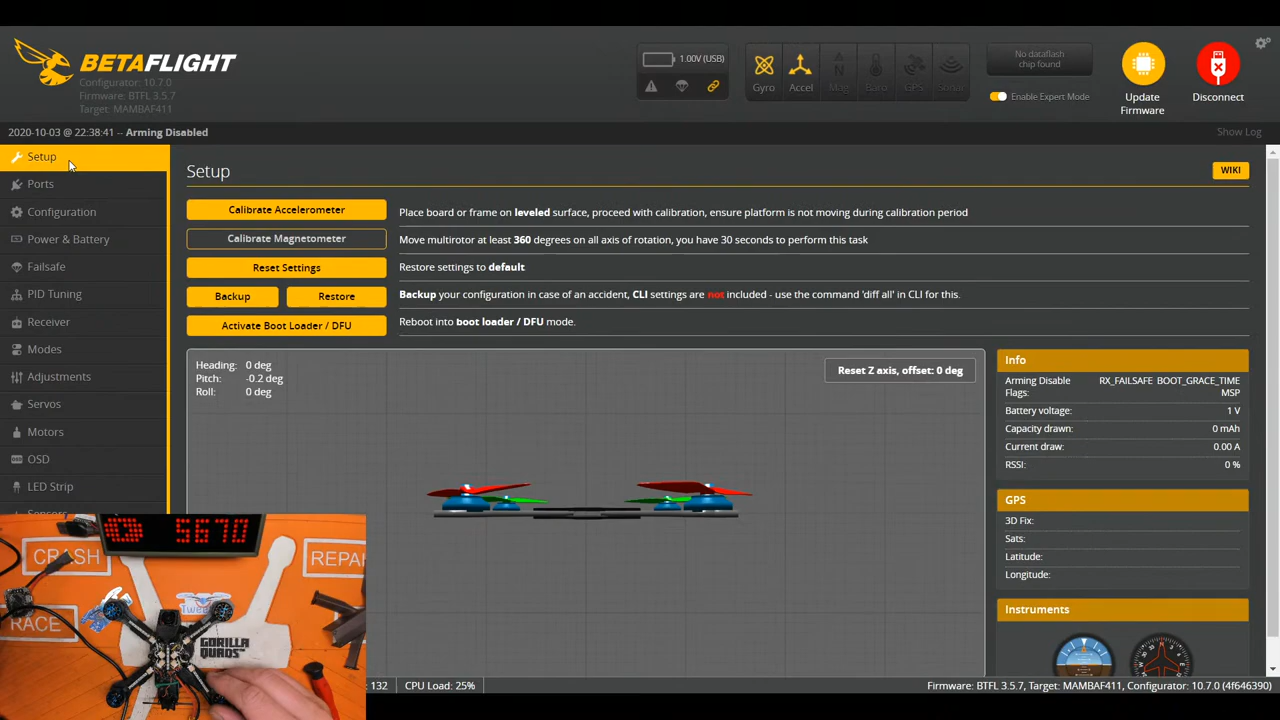 BETAFLIGHT
Configurator: 10.7.0
Firmware: BTFL 3.5.7
Target: MAMBAF411
1.00V (USB)
Gyro
Accel
Mag
Baro
GPS
Sonar
No dataflash
chip found
Enable Expert Mode
Update
Firmware
Disconnect
2020-10-03 @ 22:38:41 -- Arming Disabled
Show Log
Setup
Ports
Configuration
Power & Battery
Failsafe
PID Tuning
Receiver
Modes
Adjustments
Servos
Motors
OSD
LED Strip
Sensors
Setup
WIKI
Calibrate Accelerometer
Place board or frame on leveled surface, proceed with calibration, ensure platform is not moving during calibration period
Calibrate Magnetometer
Move multirotor at least 360 degrees on all axis of rotation, you have 30 seconds to perform this task
Reset Settings
Restore settings to default
Backup
Restore
Backup your configuration in case of an accident, CLI settings are not included - use the command 'diff all' in CLI for this.
Activate Boot Loader / DFU
Reboot into boot loader / DFU mode.
Heading: 0 deg
Pitch: -0.2 deg
Roll: 0 deg
Reset Z axis, offset: 0 deg
Info
Arming Disable RX_FAILSAFE BOOT_GRACE_TIME
Flags: MSP
Battery voltage: 1 V
Capacity drawn: 0 mAh
Current draw: 0.00 A
RSSI: 0 %
GPS
3D Fix:
Sats:
Latitude:
Longitude:
Instruments
5670
CRASH
REPAI
RACE
GORILLA
QUADS
132
CPU Load: 25%
Firmware: BTFL 3.5.7, Target: MAMBAF411, Configurator: 10.7.0 (4f646390)